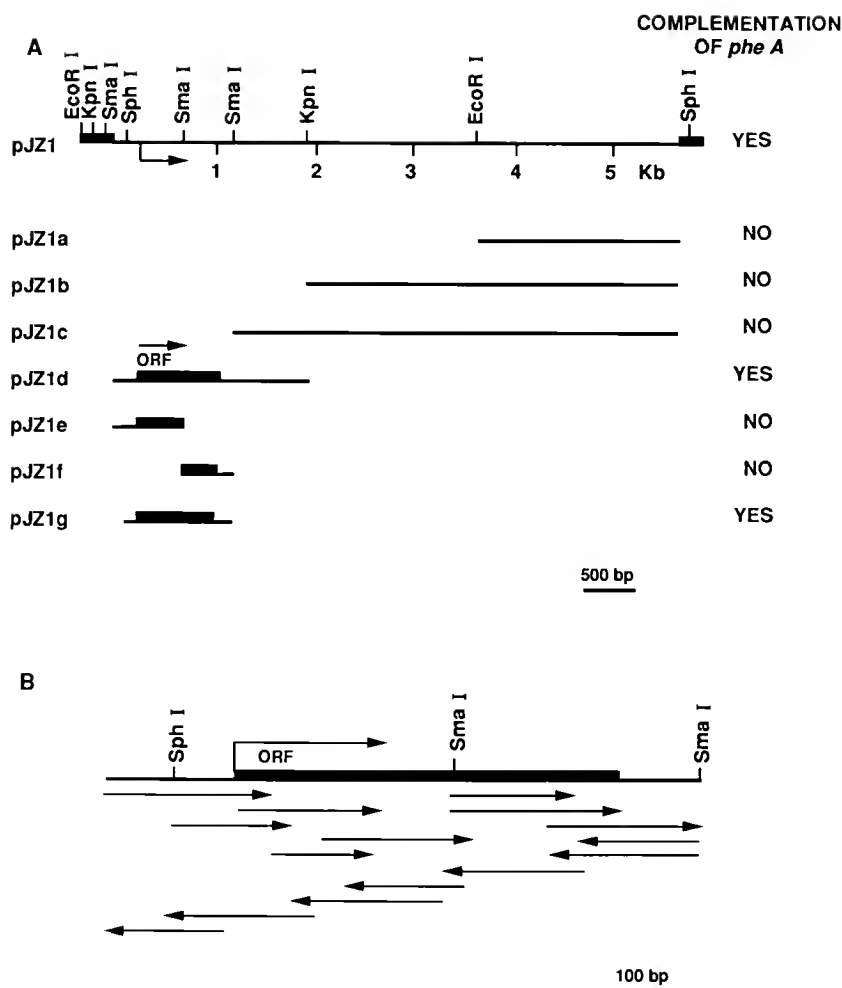 COMPLEMENTATION
OF phe A
A
EcoR I
Kpn I
Sma I
Sph I
Sma I
Sma I
Kpn I
EcoR I
Sph I
pJZ1 YES
1 2 3 4 5 Kb
pJZ1a NO
pJZ1b NO
pJZ1c NO
ORF
pJZ1d YES
pJZ1e NO
pJZ1f NO
pJZ1g YES
500 bp
B
Sph I
Sma I
Sma I
ORF
100 bp